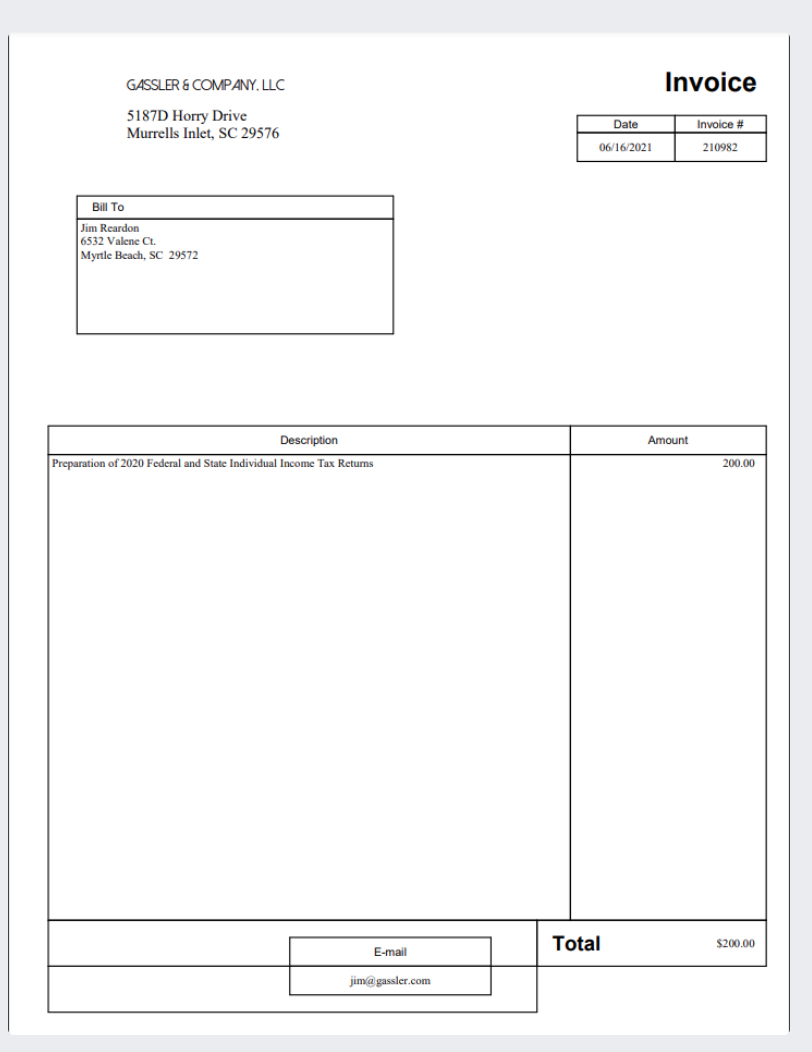 GASSLER & COMPANY, LLC
Invoice
5187D Horry Drive
Murrells Inlet, SC 29576
Date Invoice #
06/16/2021 210982
Bill To
Jim Reardon
6532 Valene Ct.
Myrtle Beach, SC 29572
Description Amount
Preparation of 2020 Federal and State Individual Income Tax Returns 200.00
Total $200.00
E-mail
jim@gassler.com